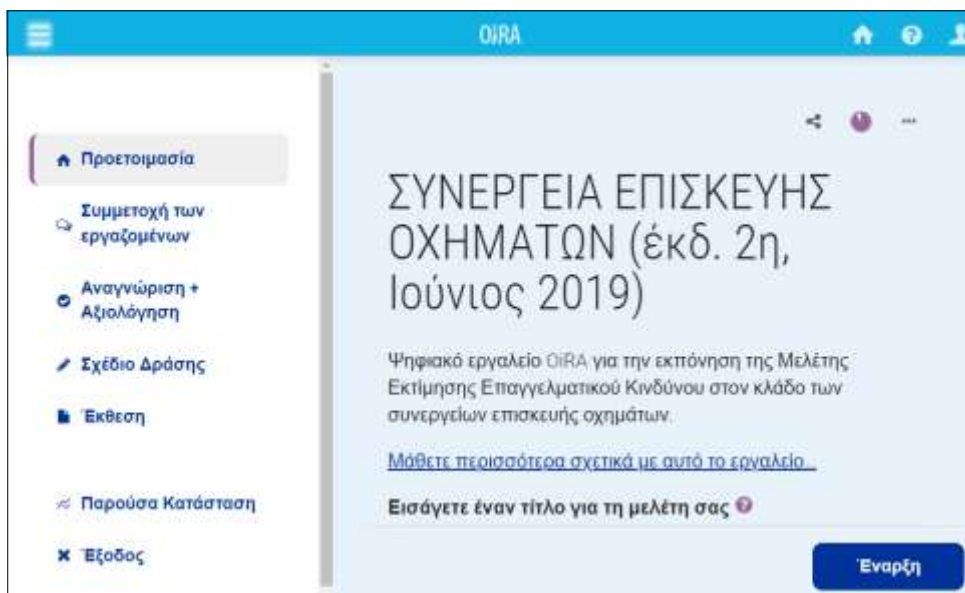 OiRA
Προετοιμασία
Συμμετοχή των
εργαζομένων
Αναγνώριση +
Αξιολόγηση
Σχέδιο Δράσης
Έκθεση
Παρούσα Κατάσταση
Έξοδος
ΣΥΝΕΡΓΕΙΑ ΕΠΙΣΚΕΥΗΣ
ΟΧΗΜΑΤΩΝ (έκδ. 2η,
Ιούνιος 2019)
Ψηφιακό εργαλείο OiRA για την εκπόνηση της Μελέτης
Εκτίμησης Επαγγελματικού Κινδύνου στον κλάδο των
συνεργείων επισκευής οχημάτων.
Μάθετε περισσότερα σχετικά με αυτό το εργαλείο...
Εισάγετε έναν τίτλο για τη μελέτη σας
Έναρξη